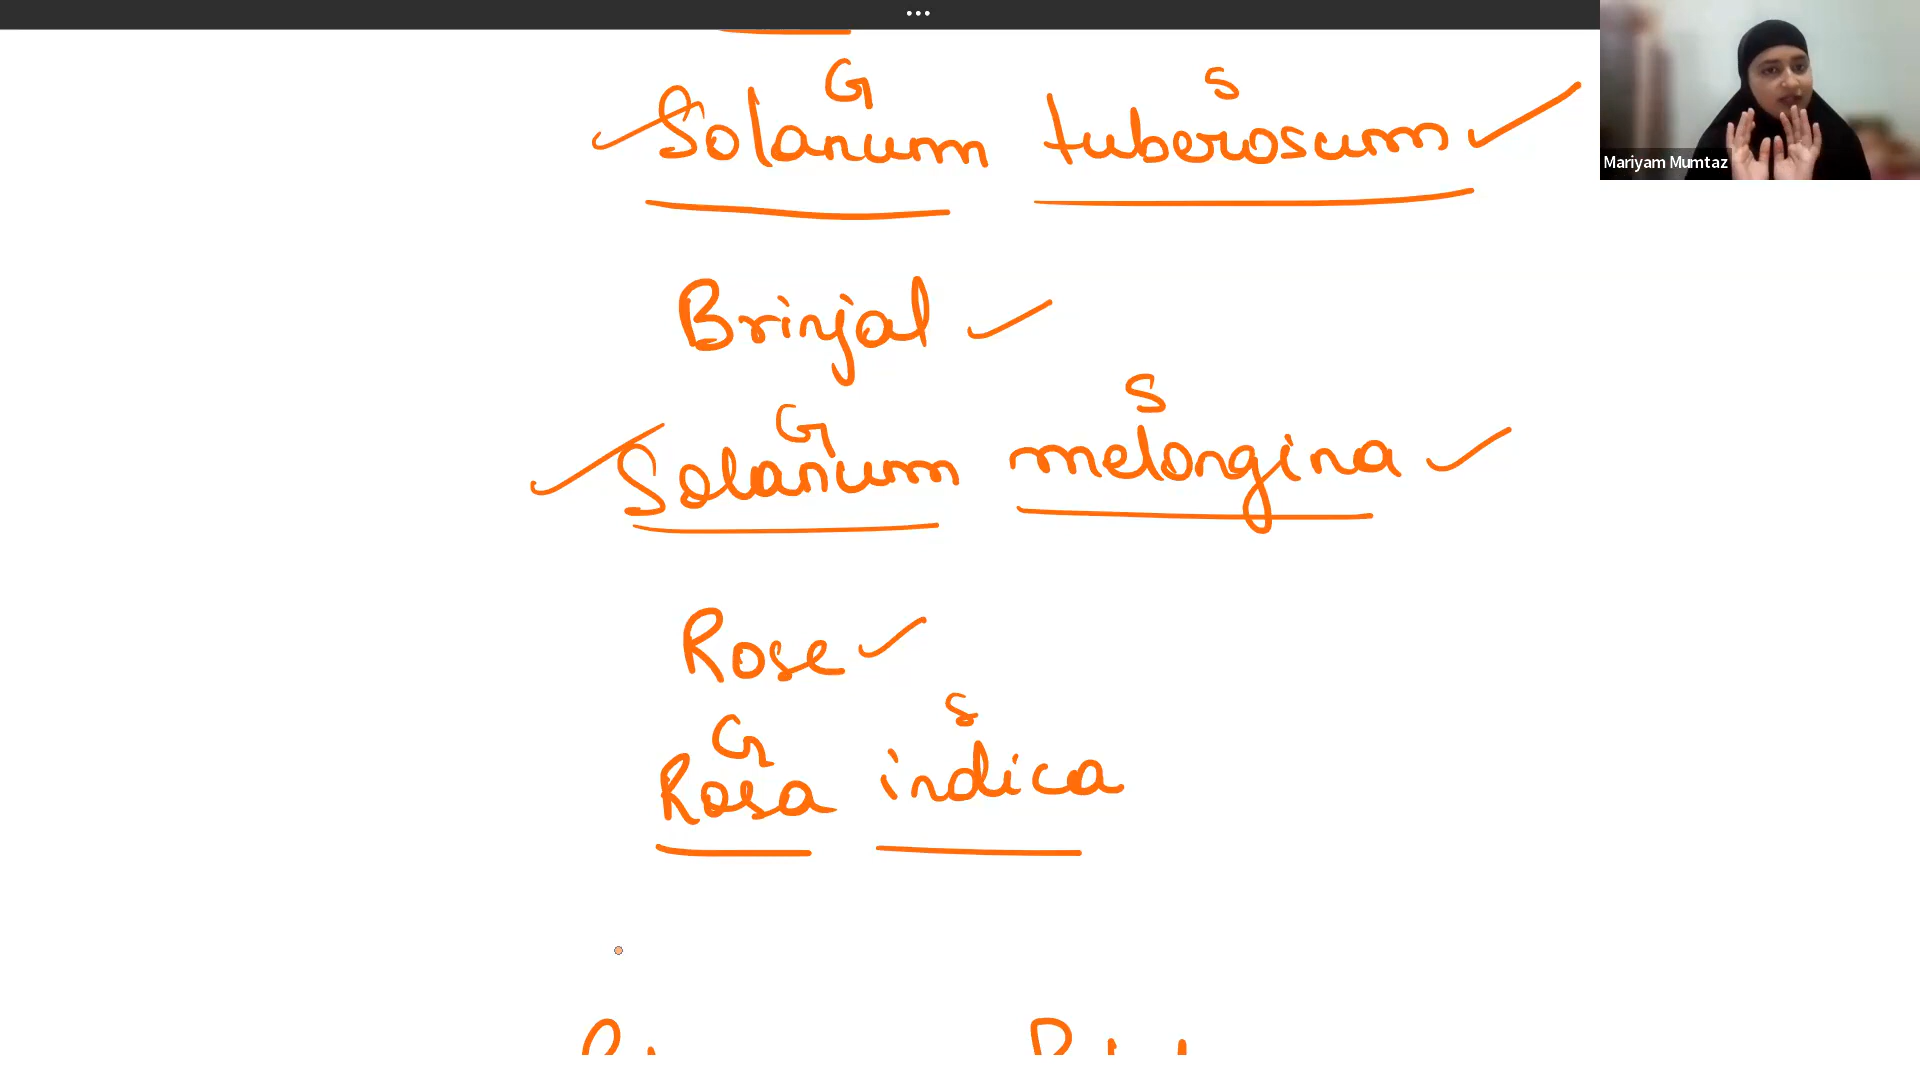 ...
G S
Solanum tuberosum
Mariyam Mumtaz
Brinjal
G S
Solanum melongina
Rose
G S
Rosa indica